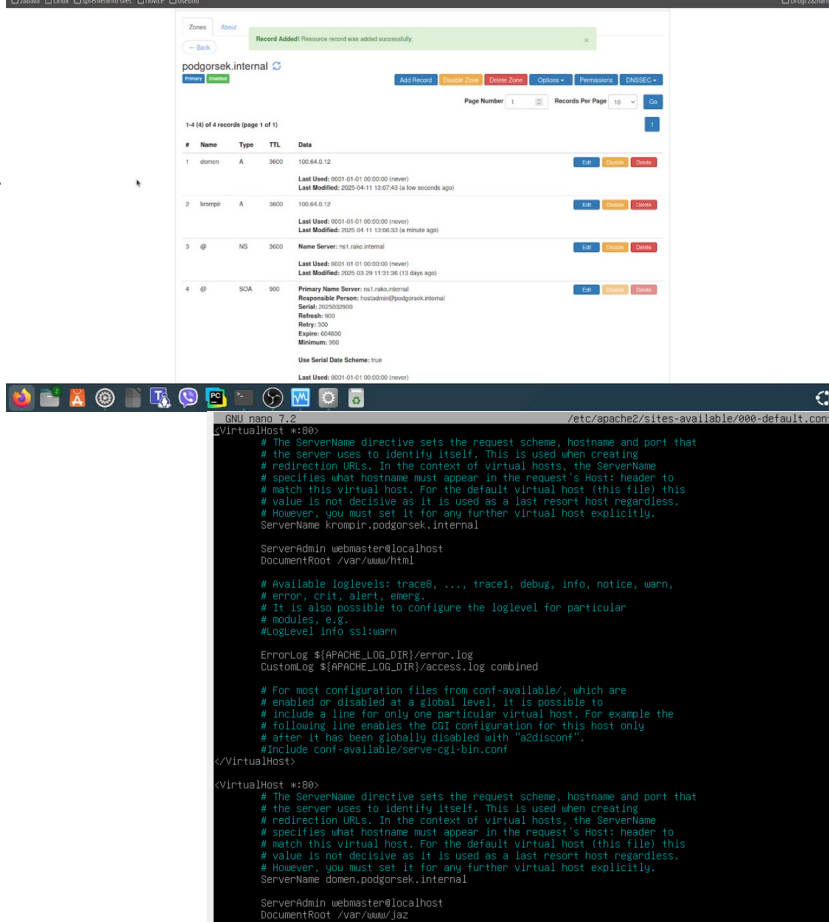 Zabava Linux spremeni.mi svet novice osebno Drugi zaznam
Zones About
Record Added! Resource record was added successfully. ×
← Back
podgorsek.internal
Primary Enabled
Add Record Disable Zone Delete Zone Options Permissions DNSSEC
Page Number 1 Records Per Page 10 Go
1-4 (4) of 4 records (page 1 of 1) 1
# Name Type TTL Data
1 domen A 3600 100.64.0.12 Edit Disable Delete
Last Used: 0001-01-01 00:00:00 (never)
Last Modified: 2025-04-11 13:07:43 (a few seconds ago)
2 krompir A 3600 100.64.0.12 Edit Disable Delete
Last Used: 0001-01-01 00:00:00 (never)
Last Modified: 2025-04-11 13:06:33 (a minute ago)
3 @ NS 3600 Name Server: ns1.rako.internal Edit Disable Delete
Last Used: 0001-01-01 00:00:00 (never)
Last Modified: 2025-03-29 11:31:36 (13 days ago)
4 @ SOA 900 Primary Name Server: ns1.rako.internal Edit Disable Delete
Responsible Person: hostadmin@podgorsek.internal
Serial: 2025032900
Refresh: 900
Retry: 300
Expire: 604800
Minimum: 900
Use Serial Date Scheme: true
Last Used: 0001-01-01 00:00:00 (never)
GNU nano 7.2 /etc/apache2/sites-available/000-default.conf
<VirtualHost *:80>
# The ServerName directive sets the request scheme, hostname and port that
# the server uses to identify itself. This is used when creating
# redirection URLs. In the context of virtual hosts, the ServerName
# specifies what hostname must appear in the request's Host: header to
# match this virtual host. For the default virtual host (this file) this
# value is not decisive as it is used as a last resort host regardless.
# However, you must set it for any further virtual host explicitly.
ServerName krompir.podgorsek.internal
ServerAdmin webmaster@localhost
DocumentRoot /var/www/html
# Available loglevels: trace8, ..., trace1, debug, info, notice, warn,
# error, crit, alert, emerg.
# It is also possible to configure the loglevel for particular
# modules, e.g.
#LogLevel info ssl:warn
ErrorLog ${APACHE_LOG_DIR}/error.log
CustomLog ${APACHE_LOG_DIR}/access.log combined
# For most configuration files from conf-available/, which are
# enabled or disabled at a global level, it is possible to
# include a line for only one particular virtual host. For example the
# following line enables the CGI configuration for this host only
# after it has been globally disabled with "a2disconf".
#Include conf-available/serve-cgi-bin.conf
</VirtualHost>
<VirtualHost *:80>
# The ServerName directive sets the request scheme, hostname and port that
# the server uses to identify itself. This is used when creating
# redirection URLs. In the context of virtual hosts, the ServerName
# specifies what hostname must appear in the request's Host: header to
# match this virtual host. For the default virtual host (this file) this
# value is not decisive as it is used as a last resort host regardless.
# However, you must set it for any further virtual host explicitly.
ServerName domen.podgorsek.internal
ServerAdmin webmaster@localhost
DocumentRoot /var/www/jaz